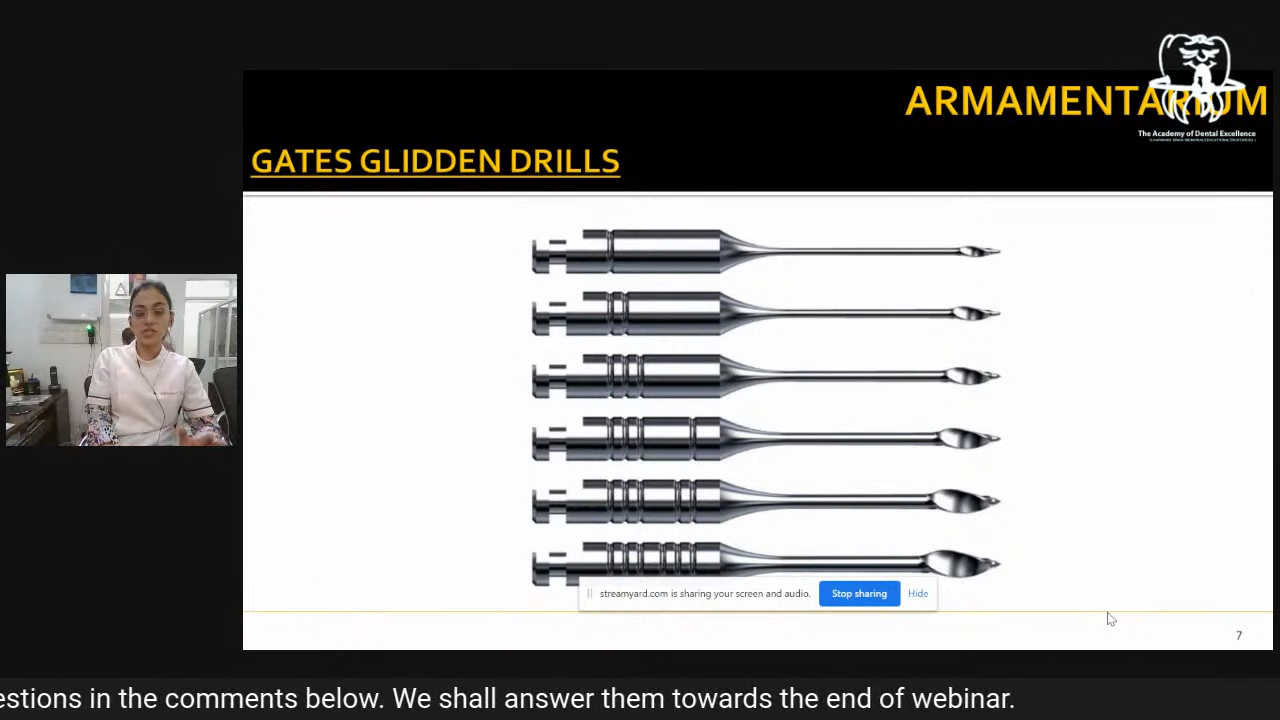 ARMAMENTARIUM
The Academy of Dental Excellence
GATES GLIDDEN DRILLS
streamyard.com is sharing your screen and audio. Stop sharing Hide
7
estions in the comments below. We shall answer them towards the end of webinar.